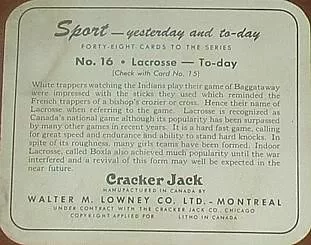 Sport — yesterday and to-day
FORTY-EIGHT CARDS TO THE SERIES
No. 16 • Lacrosse — To-day
(Check with Card No. 15)
White trappers watching the Indians play their game of Baggataway
were impressed with the sticks they used which reminded the
French trappers of a bishop's crozier or cross. Hence their name of
Lacrosse, when referring to the game. Lacrosse is recognized as
Canada's national game although its popularity has been surpassed
by many other games in recent years. It is a hard fast game, calling
for great speed and endurance and ability to stand hard knocks. In
spite of its roughness, many girls teams have been formed. Indoor
Lacrosse, called Boxla also achieved much popularity until the war
interfered and a revival of this form may well be expected in the
near future.
Cracker Jack
MANUFACTURED IN CANADA BY
WALTER M. LOWNEY CO. LTD. - MONTREAL
UNDER CONTRACT WITH THE CRACKER JACK CO., CHICAGO
COPYRIGHT APPLIED FOR LITHO IN CANADA